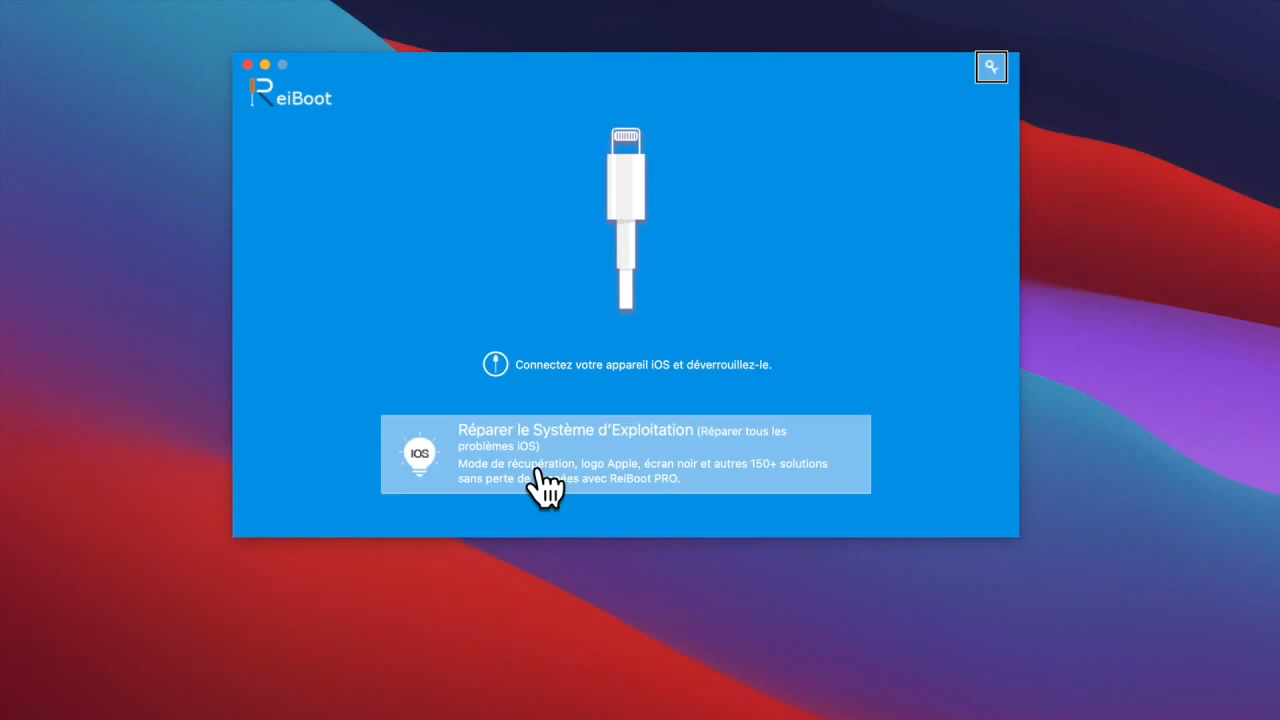 ReiBoot
Connectez votre appareil iOS et déverrouillez-le.
Réparer le Système d'Exploitation (Réparer tous les
problèmes iOS)
IOS
Mode de récupération, logo Apple, écran noir et autres 150+ solutions
sans perte de ées avec ReiBoot PRO.